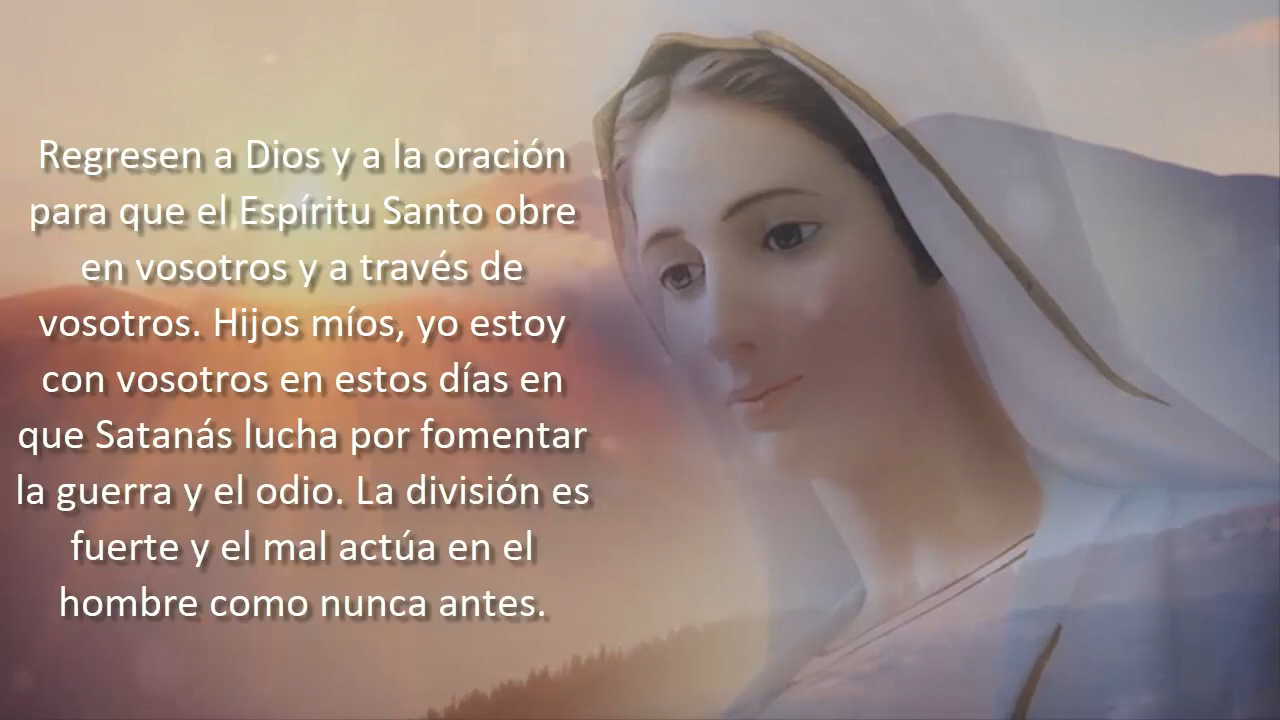 Regresen a Dios y a la oración
para que el Espíritu Santo obre
en vosotros y a través de
vosotros. Hijos míos, yo estoy
con vosotros en estos días en
que Satanás lucha por fomentar
la guerra y el odio. La división es
fuerte y el mal actúa en el
hombre como nunca antes.